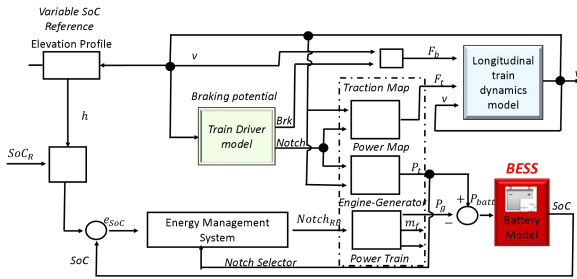 Variable SoC
Reference
Elevation Profile
v
F_b
Longitudinal
train
dynamics
model
v
Traction Map
F_t
v
Braking potential
Brk
Train Driver
model
Notch
h
Power Map
P_t
SoC_R
BESS
Engine-Generator
P_g
+
P_batt
SoC
−
Battery
Model
e_SoC
Energy Management
System
Notch_RE
m_f
Power Train
SoC
Notch Selector